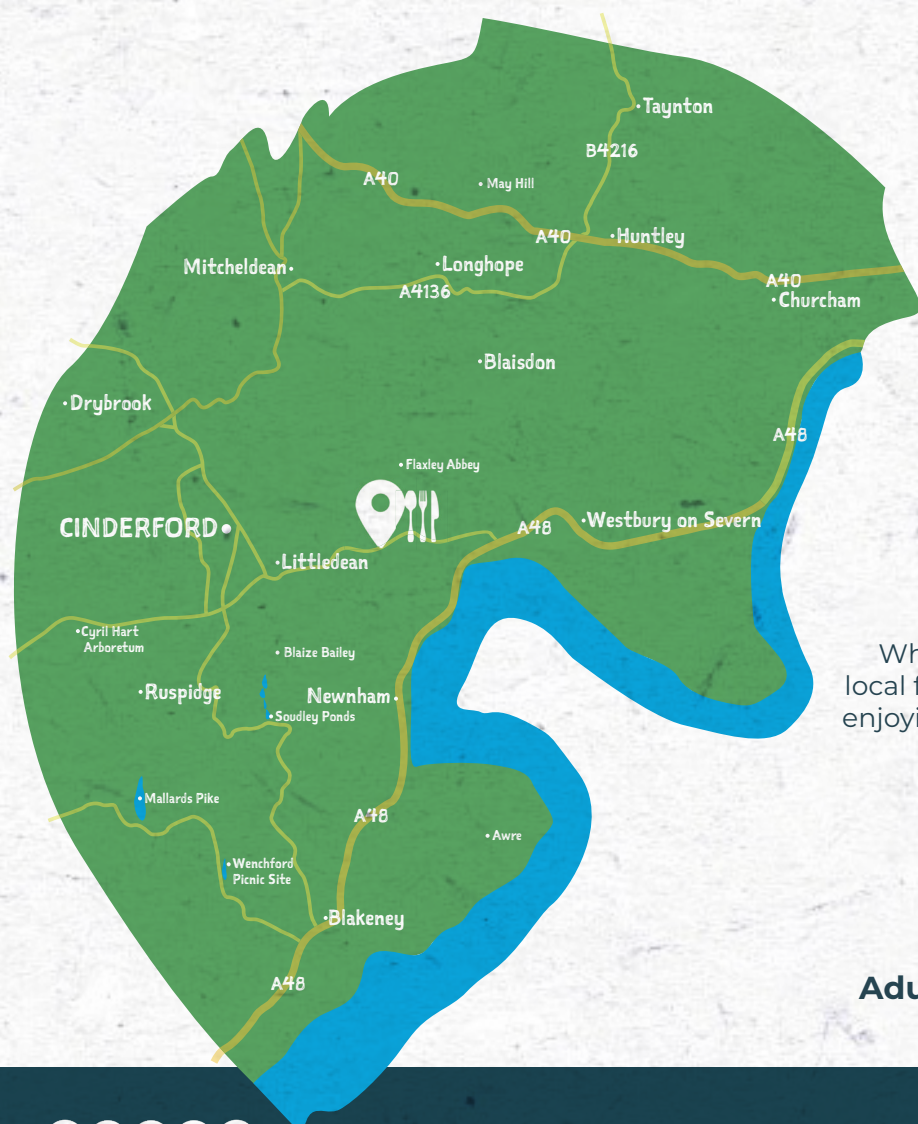 Taynton
B4216
A40
May Hill
A40
Huntley
Mitcheldean
Longhope
A40
A4136
Churcham
Blaisdon
Drybrook
A48
Flaxley Abbey
CINDERFORD
A48
Westbury on Severn
Littledean
Cyril Hart
Arboretum
Blaize Bailey
Wh
local f
enjoyi
Ruspidge
Newnham
Soudley Ponds
Mallards Pike
A48
Awre
Wenchford
Picnic Site
Blakeney
A48
Adu